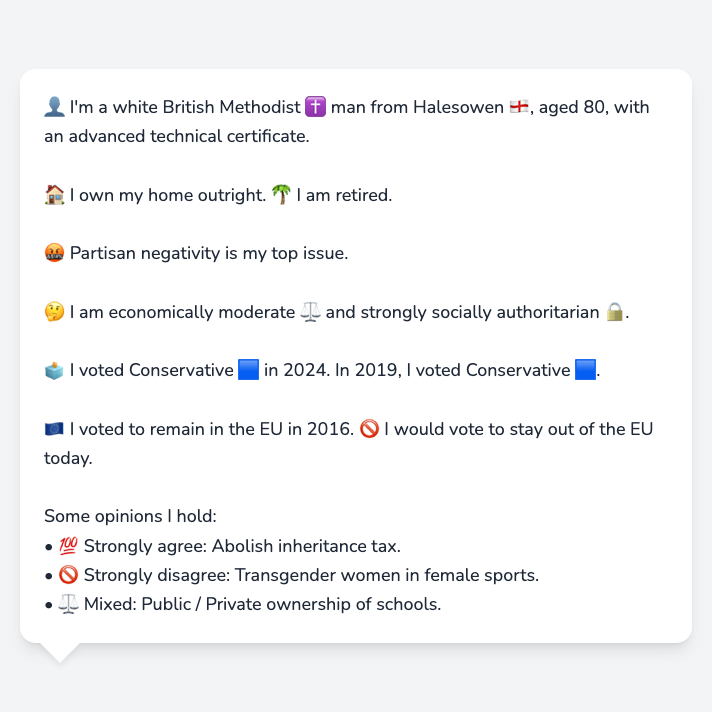 👤 I'm a white British Methodist ✝️ man from Halesowen 🏴󠁧󠁢󠁥󠁮󠁧󠁿, aged 80, with
an advanced technical certificate.
🏠 I own my home outright. 🌴 I am retired.
🤬 Partisan negativity is my top issue.
🤔 I am economically moderate ⚖️ and strongly socially authoritarian 🔒.
🗳️ I voted Conservative 🟦 in 2024. In 2019, I voted Conservative 🟦.
🇪🇺 I voted to remain in the EU in 2016. 🚫 I would vote to stay out of the EU
today.
Some opinions I hold:
• 💯 Strongly agree: Abolish inheritance tax.
• 🚫 Strongly disagree: Transgender women in female sports.
• ⚖️ Mixed: Public / Private ownership of schools.